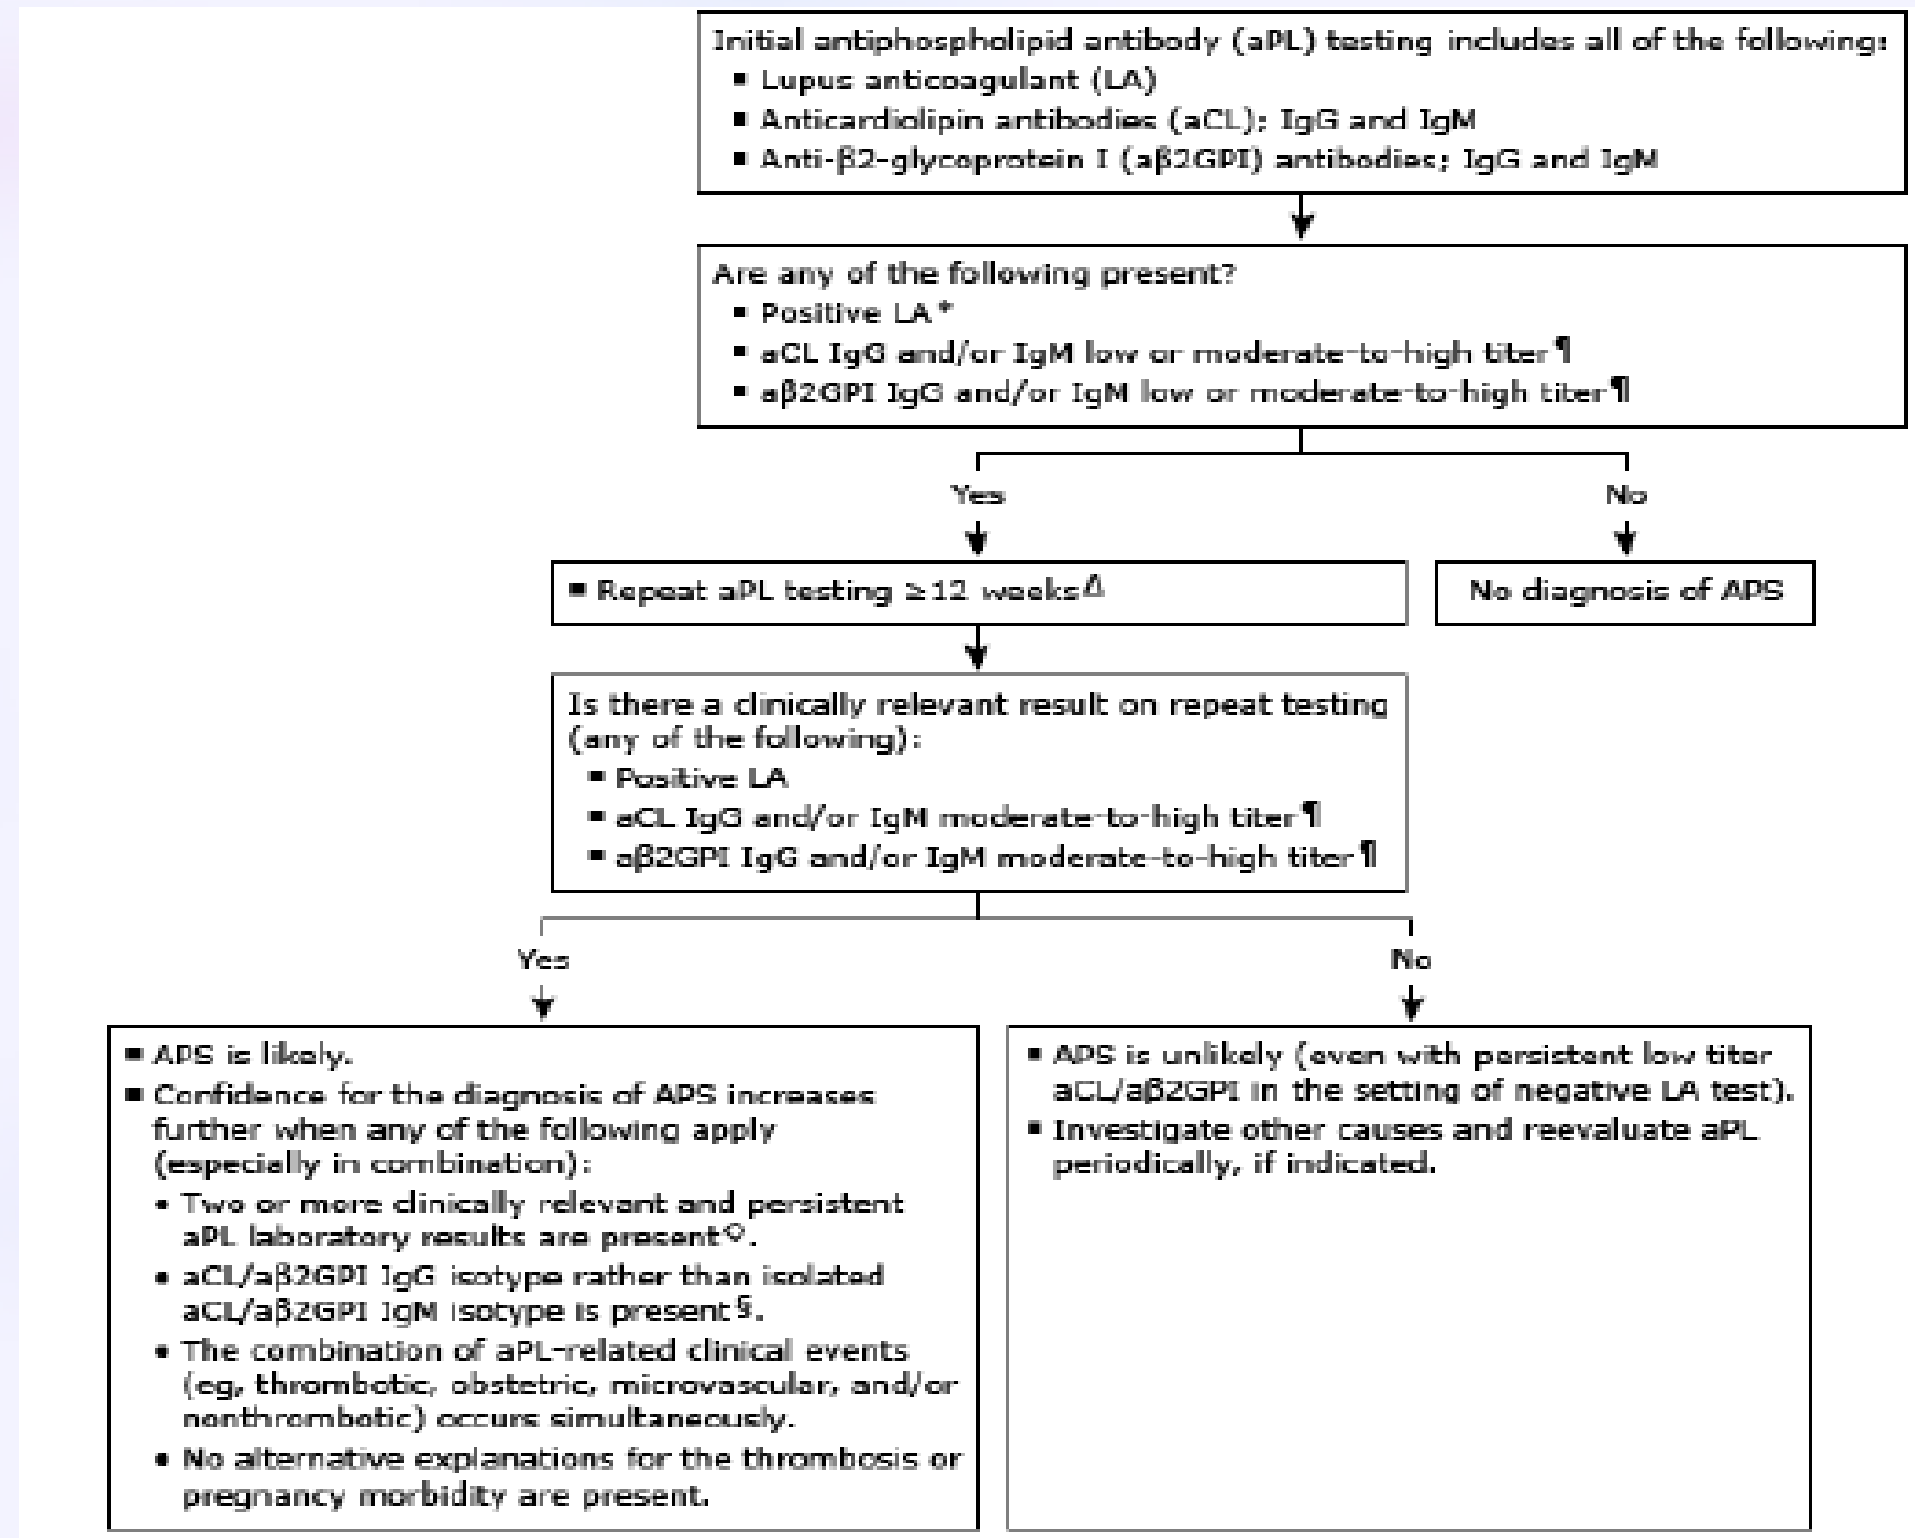 Initial antiphospholipid antibody (aPL) testing includes all of the following:
▪ Lupus anticoagulant (LA)
▪ Anticardiolipin antibodies (aCL); IgG and IgM
▪ Anti-β2-glycoprotein I (aβ2GPI) antibodies; IgG and IgM
Are any of the following present?
▪ Positive LA*
▪ aCL IgG and/or IgM low or moderate-to-high titer¶
▪ aβ2GPI IgG and/or IgM low or moderate-to-high titer¶
Yes
No
▪ Repeat aPL testing ≥12 weeksΔ
No diagnosis of APS
Is there a clinically relevant result on repeat testing
(any of the following):
▪ Positive LA
▪ aCL IgG and/or IgM moderate-to-high titer¶
▪ aβ2GPI IgG and/or IgM moderate-to-high titer¶
Yes
No
▪ APS is likely.
▪ Confidence for the diagnosis of APS increases
further when any of the following apply
(especially in combination):
• Two or more clinically relevant and persistent
aPL laboratory results are present◇.
• aCL/aβ2GPI IgG isotype rather than isolated
aCL/aβ2GPI IgM isotype is present§.
• The combination of aPL-related clinical events
(eg, thrombotic, obstetric, microvascular, and/or
nonthrombotic) occurs simultaneously.
• No alternative explanations for the thrombosis or
pregnancy morbidity are present.
▪ APS is unlikely (even with persistent low titer
aCL/aβ2GPI in the setting of negative LA test).
▪ Investigate other causes and reevaluate aPL
periodically, if indicated.